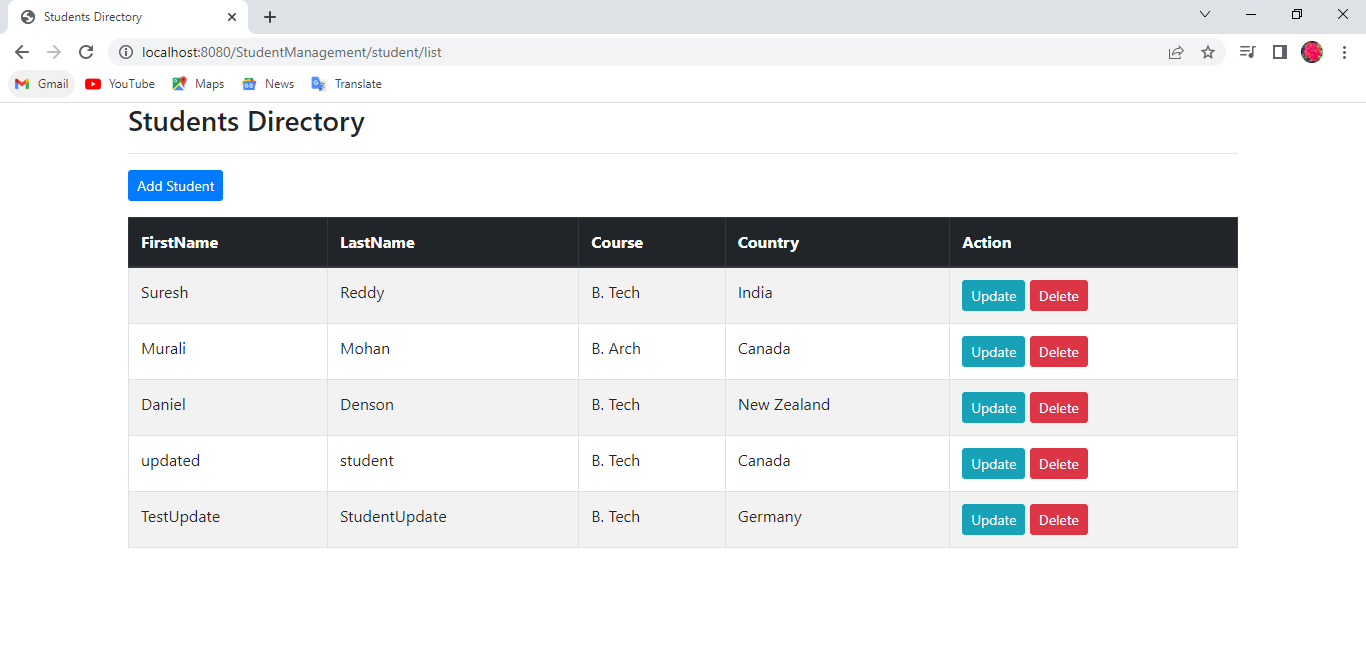 Students Directory
localhost:8080/StudentManagement/student/list
Gmail YouTube Maps News Translate
Students Directory
Add Student
FirstName LastName Course Country Action
Suresh Reddy B. Tech India Update Delete
Murali Mohan B. Arch Canada Update Delete
Daniel Denson B. Tech New Zealand Update Delete
updated student B. Tech Canada Update Delete
TestUpdate StudentUpdate B. Tech Germany Update Delete